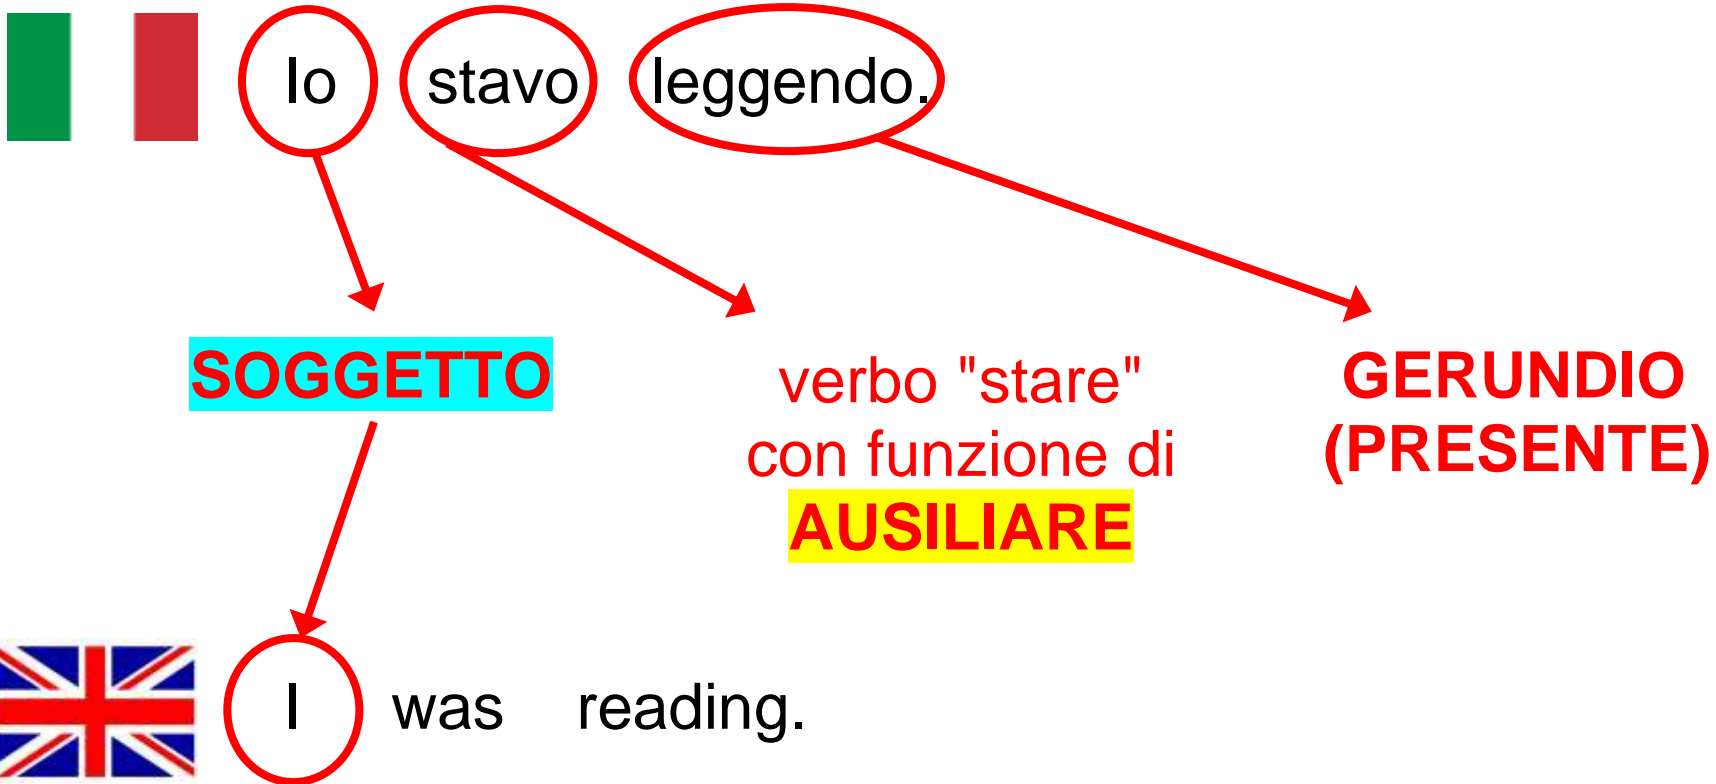 Io stavo leggendo.
SOGGETTO
verbo "stare"
con funzione di
AUSILIARE
GERUNDIO
(PRESENTE)
I was reading.